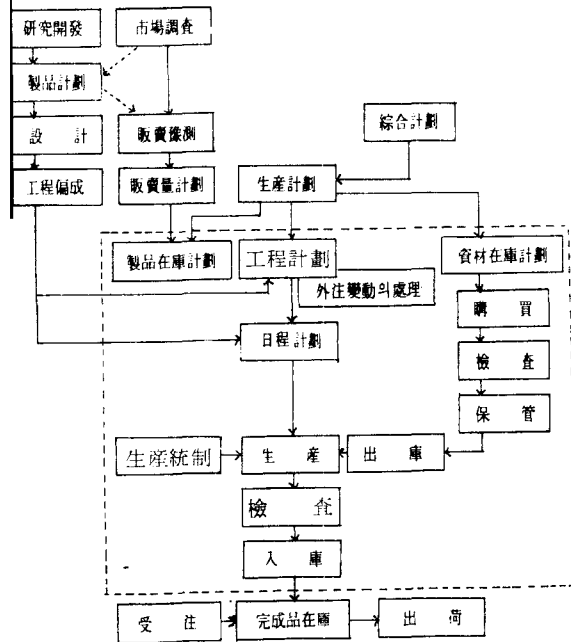 研究開發
市場調査
製品計劃
綜合計劃
設計
販賣豫測
工程偏成
販賣量計劃
生産計劃
製品在庫計劃
工程計劃
資材在庫計劃
外注變動의處理
購買
日程計劃
檢査
保管
生産統制
生産
出庫
檢査
入庫
受注
完成品在庫
出荷